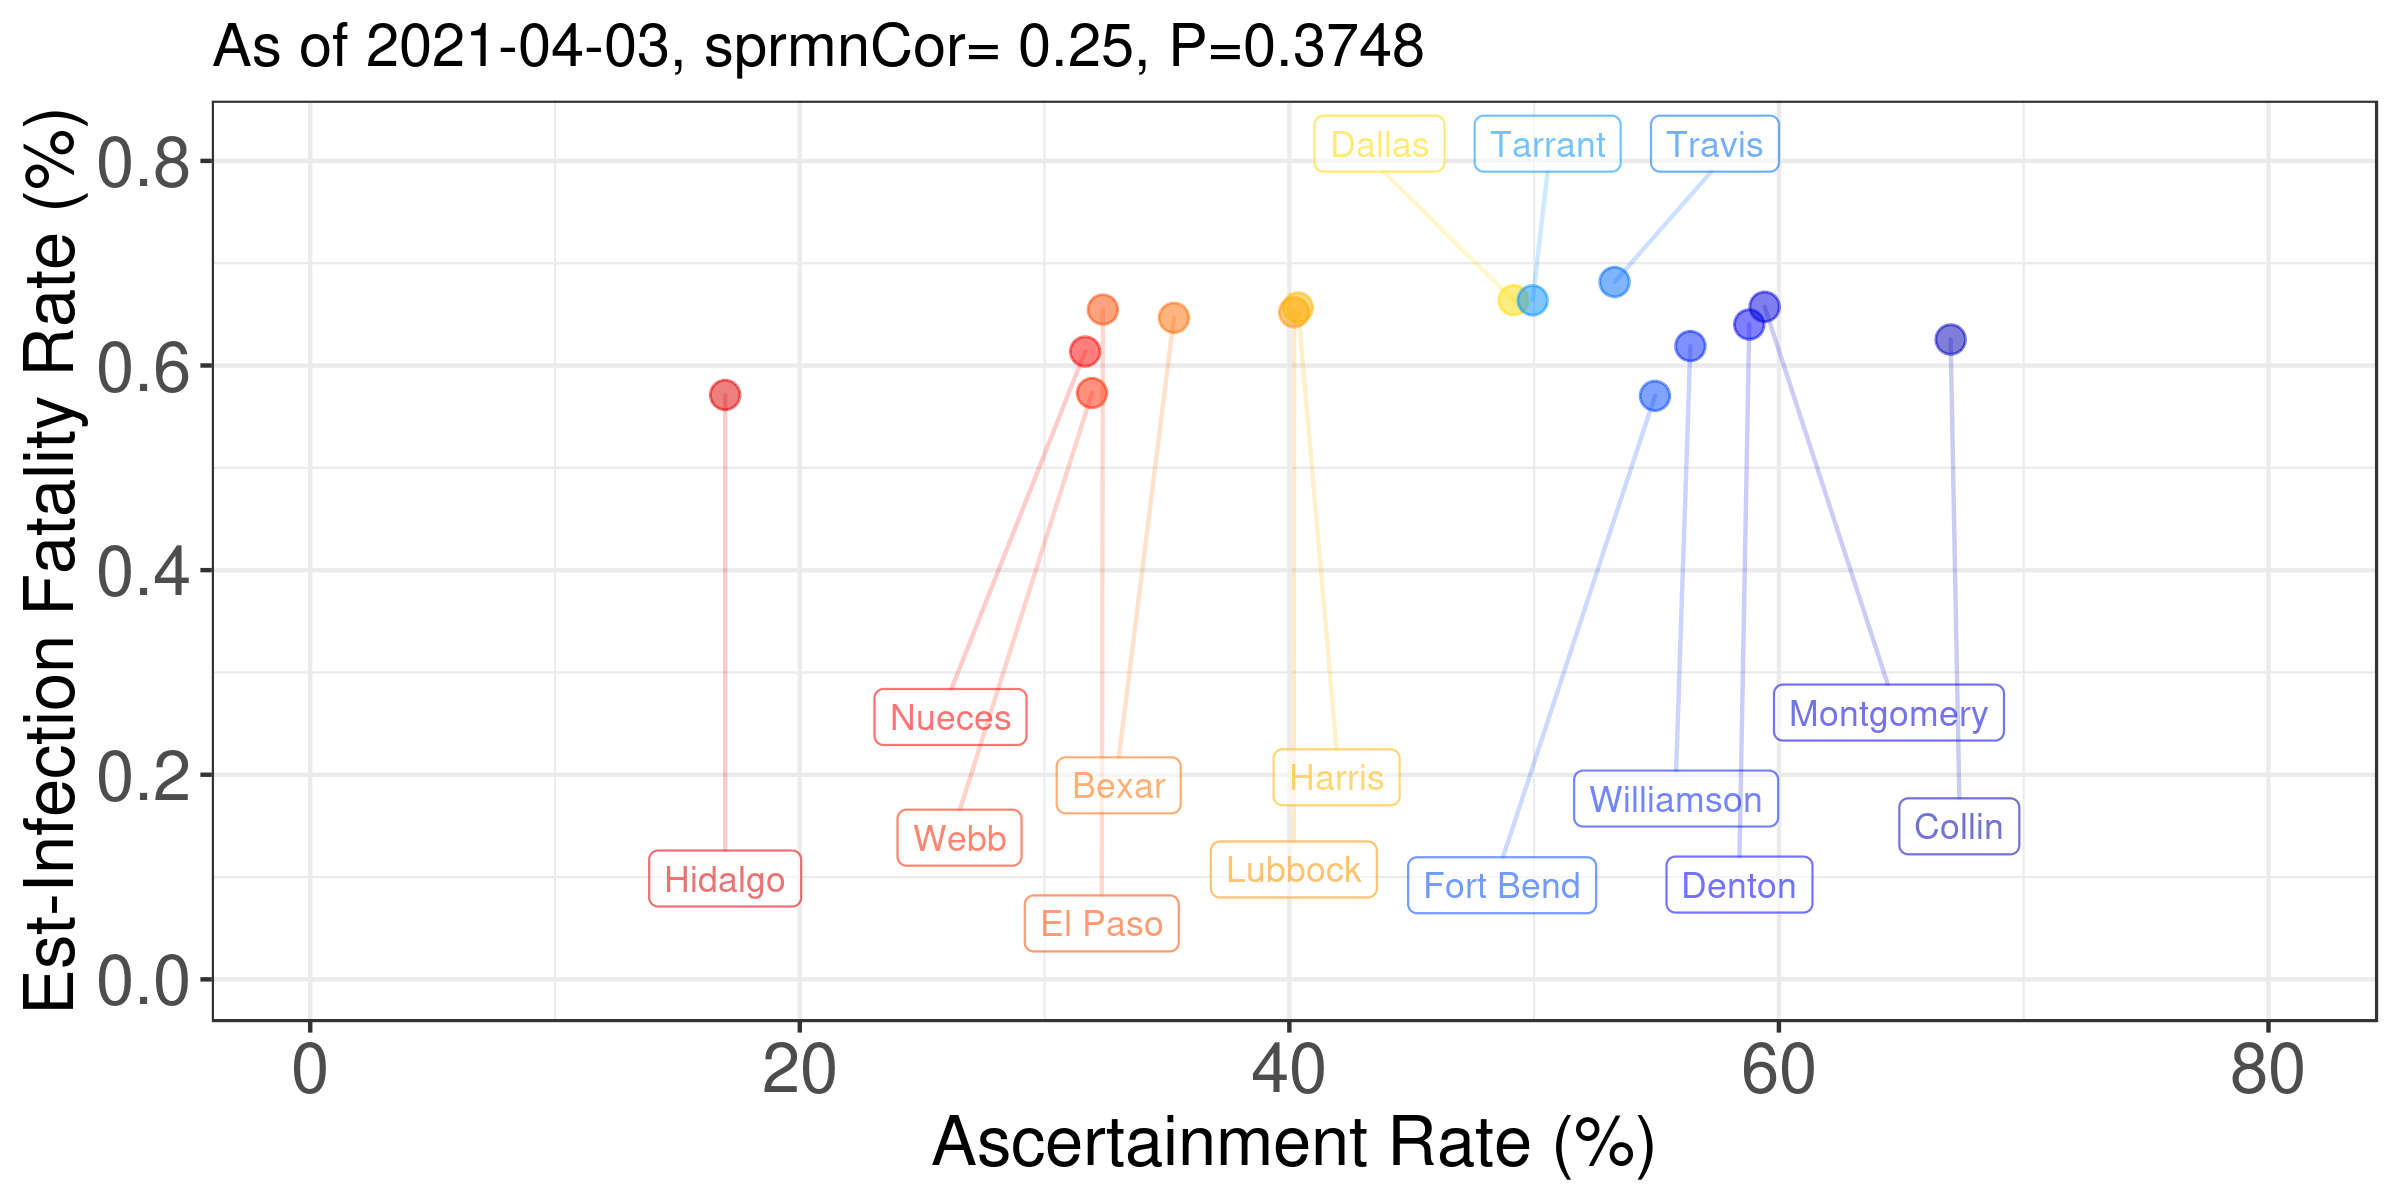 As of 2021-04-03, sprmnCor= 0.25, P=0.3748
Est-Infection Fatality Rate (%)
0.8
0.6
0.4
0.2
0.0
Dallas
Tarrant
Travis
Nueces
Montgomery
Bexar
Harris
Williamson
Webb
Collin
Hidalgo
Lubbock
Fort Bend
Denton
El Paso
0 20 40 60 80
Ascertainment Rate (%)